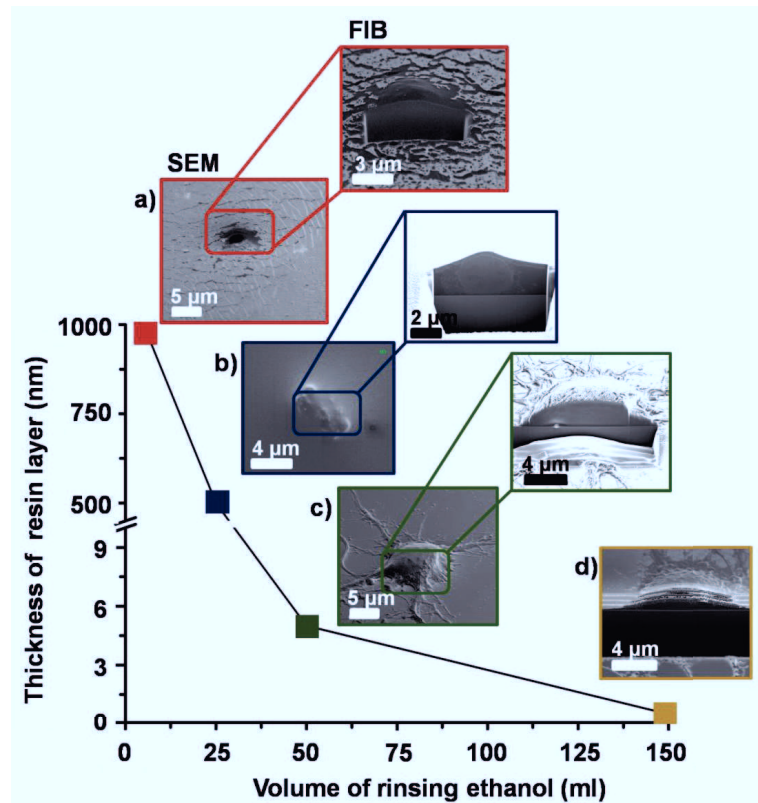 FIB
3 µm
SEM
a)
5 µm
2 µm
b)
4 µm
4 µm
c)
5 µm
d)
4 µm
Thickness of resin layer (nm)
1000
750
500
9
6
3
0
0
25
50
75
100
125
150
Volume of rinsing ethanol (ml)